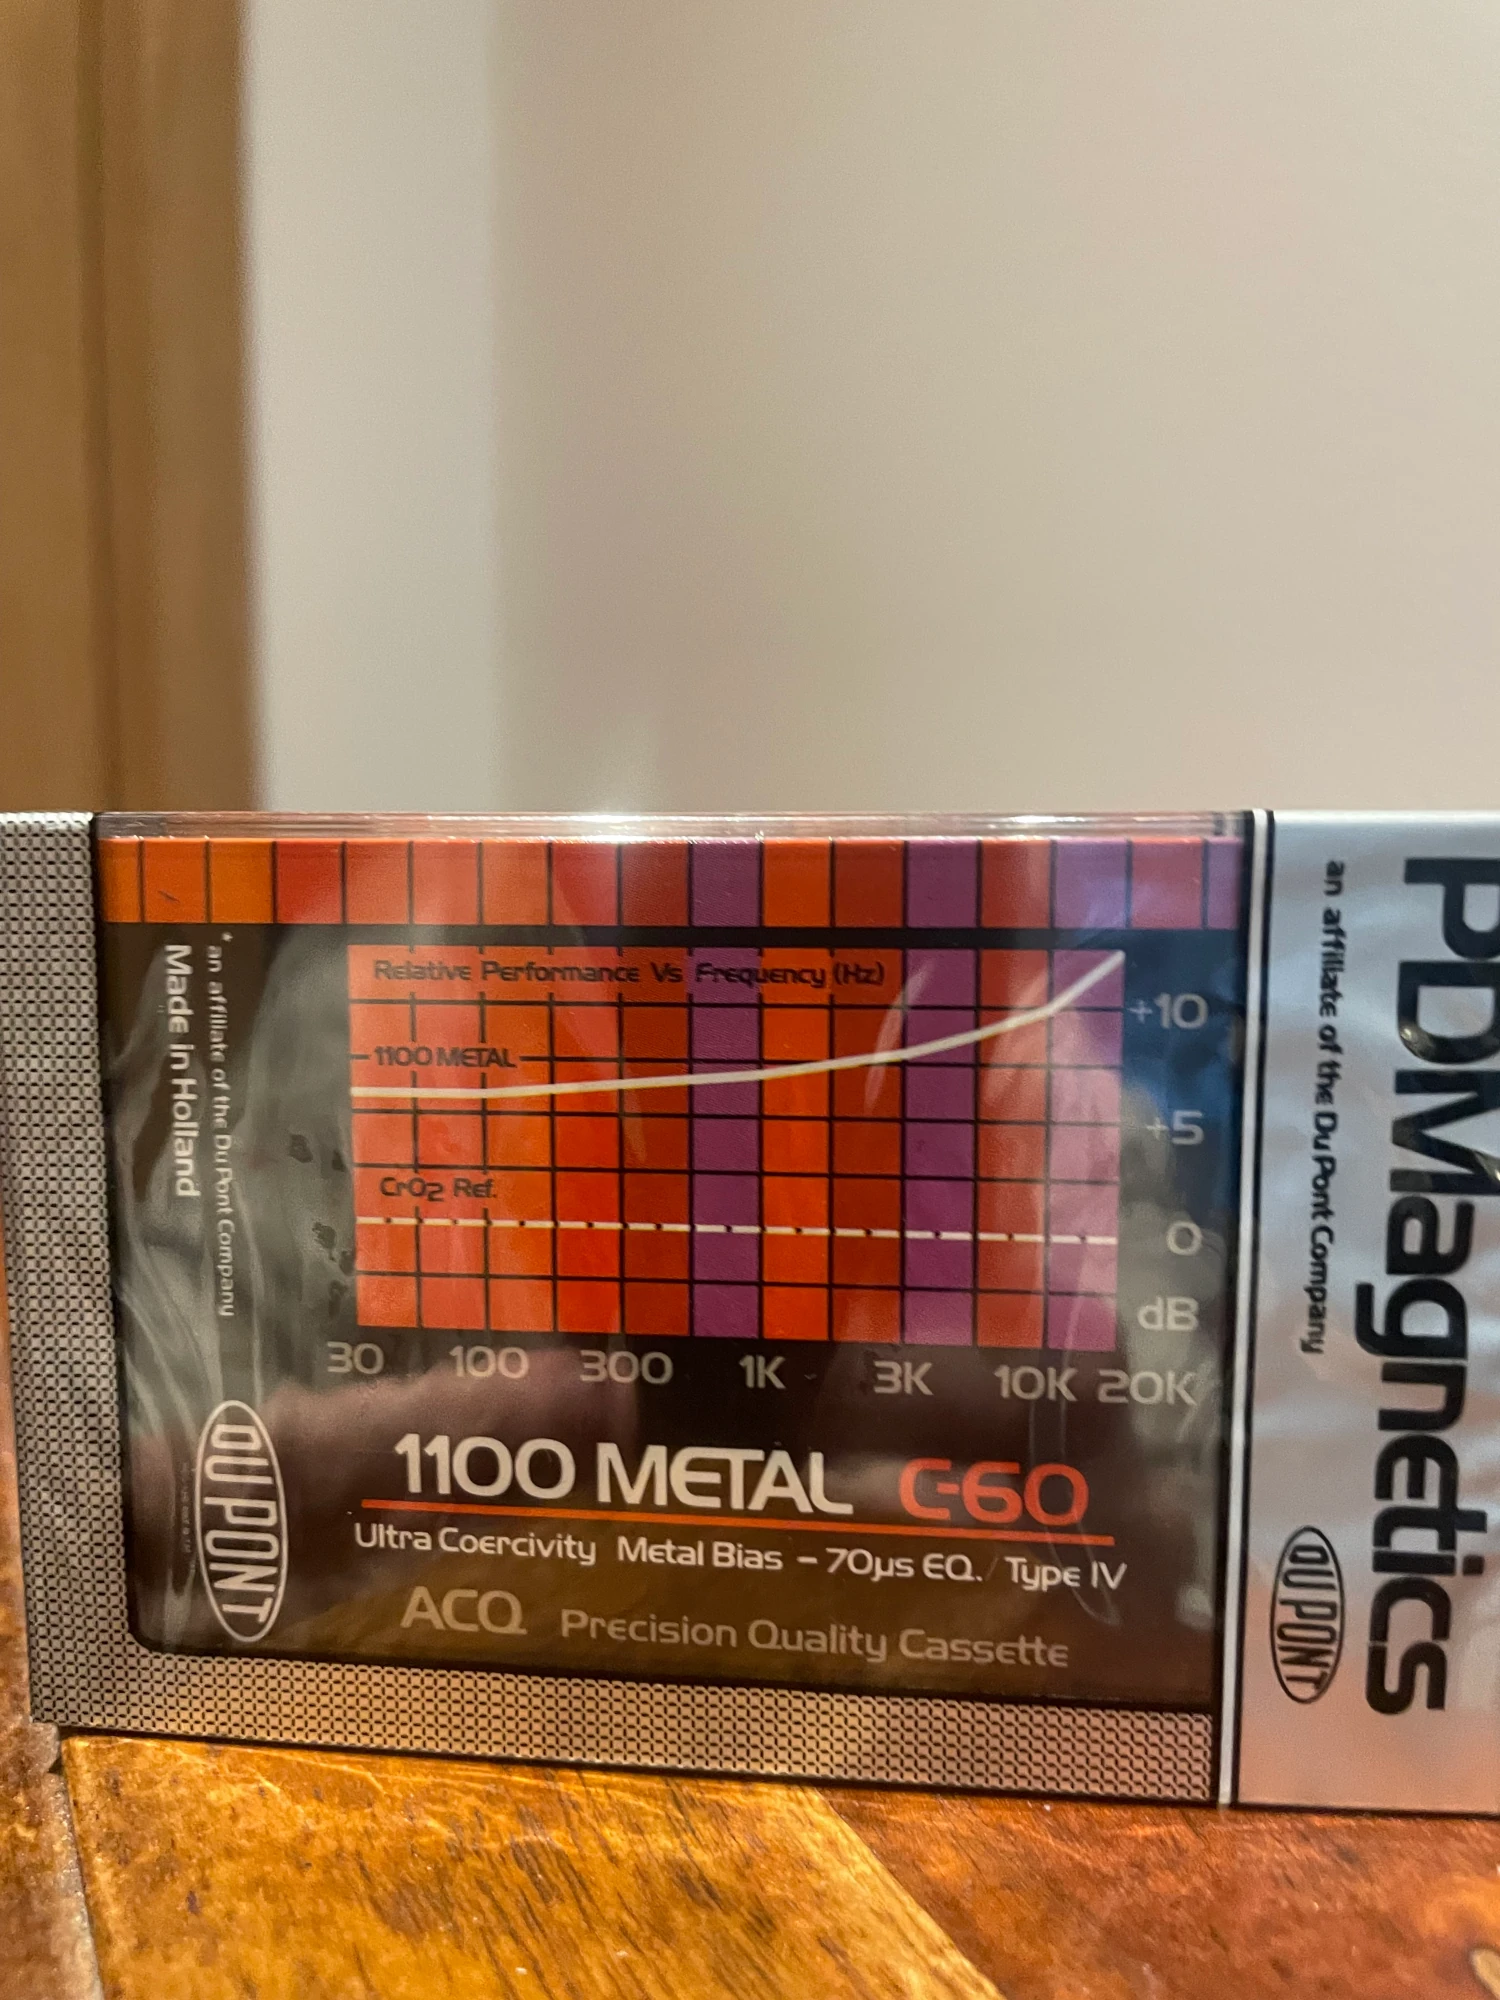 * an affiliate of the Du Pont Company
Made in Holland
DU PONT
Relative Performance Vs Frequency (Hz)
1100 METAL
CrO2 Ref.
+10
+5
0
dB
30 100 300 1K 3K 10K 20K
1100 METAL C-60
Ultra Coercivity Metal Bias – 70µs EQ. Type IV
ACQ Precision Quality Cassette
PDMagnetics
an affiliate of the Du Pont Company
DU PONT